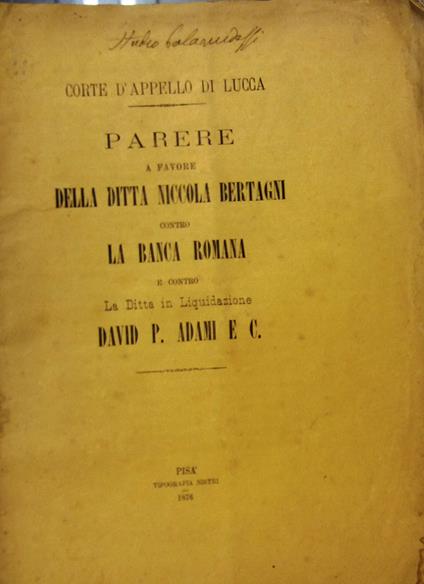 CORTE D'APPELLO DI LUCCA
PARERE
A FAVORE
DELLA DITTA NICCOLA BERTAGNI
CONTRO
LA BANCA ROMANA
E CONTRO
La Ditta in Liquidazione
DAVID P. ADAMI E C.
PISA
TIPOGRAFIA NISTRI
1876